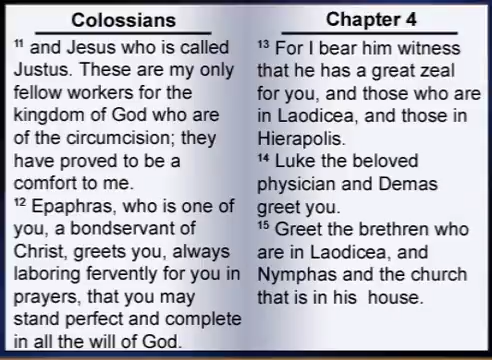 Colossians
¹¹ and Jesus who is called
Justus. These are my only
fellow workers for the
kingdom of God who are
of the circumcision; they
have proved to be a
comfort to me.
¹² Epaphras, who is one of
you, a bondservant of
Christ, greets you, always
laboring fervently for you in
prayers, that you may
stand perfect and complete
in all the will of God.
Chapter 4
¹³ For I bear him witness
that he has a great zeal
for you, and those who are
in Laodicea, and those in
Hierapolis.
¹⁴ Luke the beloved
physician and Demas
greet you.
¹⁵ Greet the brethren who
are in Laodicea, and
Nymphas and the church
that is in his house.